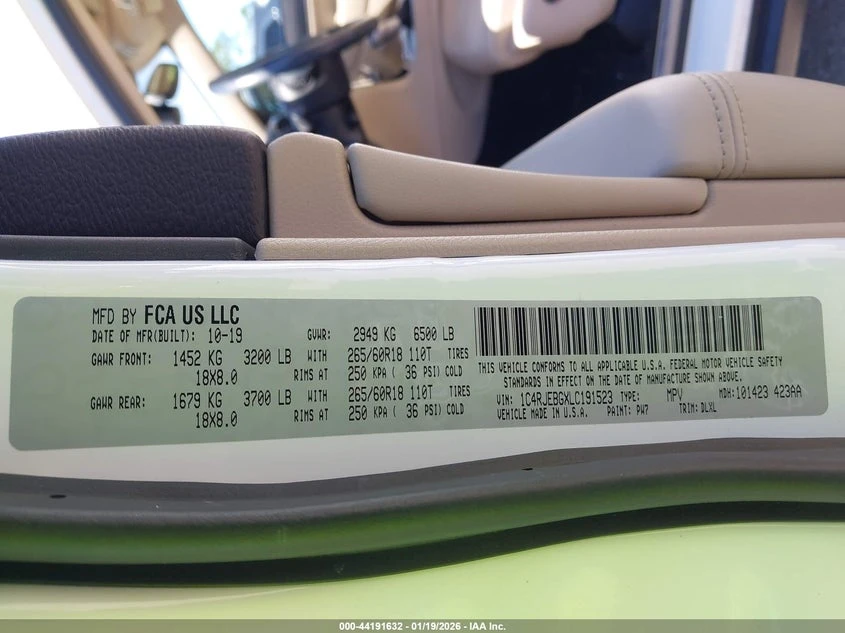 MFD BY FCA US LLC
DATE OF MFR(BUILT): 10-19 GVWR: 2949 KG 6500 LB
GAWR FRONT: 1452 KG 3200 LB WITH 265/60R18 110T TIRES
18X8.0 RIMS AT 250 KPA ( 36 PSI) COLD
GAWR REAR: 1679 KG 3700 LB WITH 265/60R18 110T TIRES
18X8.0 RIMS AT 250 KPA ( 36 PSI) COLD
THIS VEHICLE CONFORMS TO ALL APPLICABLE U.S.A. FEDERAL MOTOR VEHICLE SAFETY
STANDARDS IN EFFECT ON THE DATE OF MANUFACTURE SHOWN ABOVE.
VIN: 1C4RJEBGXLC191523 TYPE: MPV MDH:101423 423AA
VEHICLE MADE IN U.S.A. PAINT: PW7 TRIM: DLXL
000-44191632 - 01/19/2026 - IAA Inc.